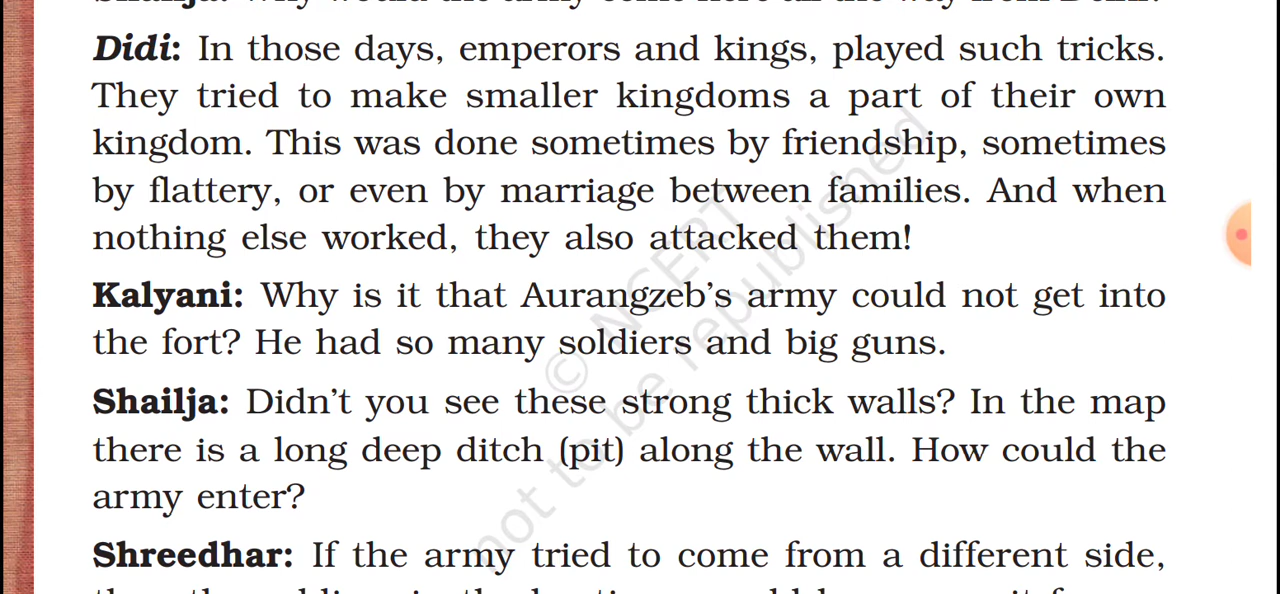 Didi: In those days, emperors and kings, played such tricks.
They tried to make smaller kingdoms a part of their own
kingdom. This was done sometimes by friendship, sometimes
by flattery, or even by marriage between families. And when
nothing else worked, they also attacked them!
Kalyani: Why is it that Aurangzeb’s army could not get into
the fort? He had so many soldiers and big guns.
Shailja: Didn’t you see these strong thick walls? In the map
there is a long deep ditch (pit) along the wall. How could the
army enter?
Shreedhar: If the army tried to come from a different side,
© NCERT
not to be republished